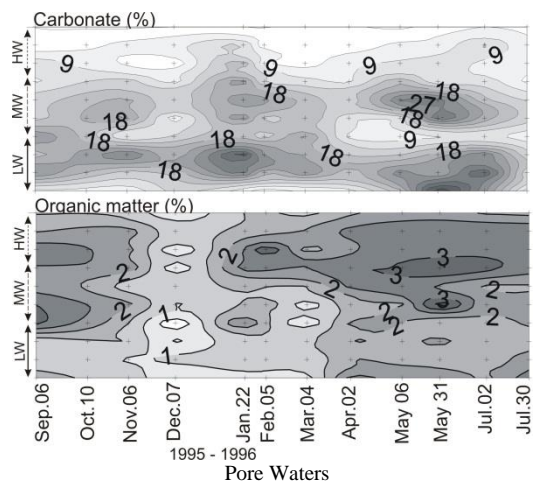 Carbonate (%)
HW
MW
LW
9
9
9
9
18
18
27
18
18
18
18
18
9
18
18
18
Organic matter (%)
HW
MW
LW
2
2
2
2
3
3
3
2
2
2
2
1
1
Sep.06
Oct.10
Nov.06
Dec.07
Jan.22
Feb.05
Mar.04
Apr.02
May 06
May 31
Jul.02
Jul.30
1995 - 1996
Pore Waters